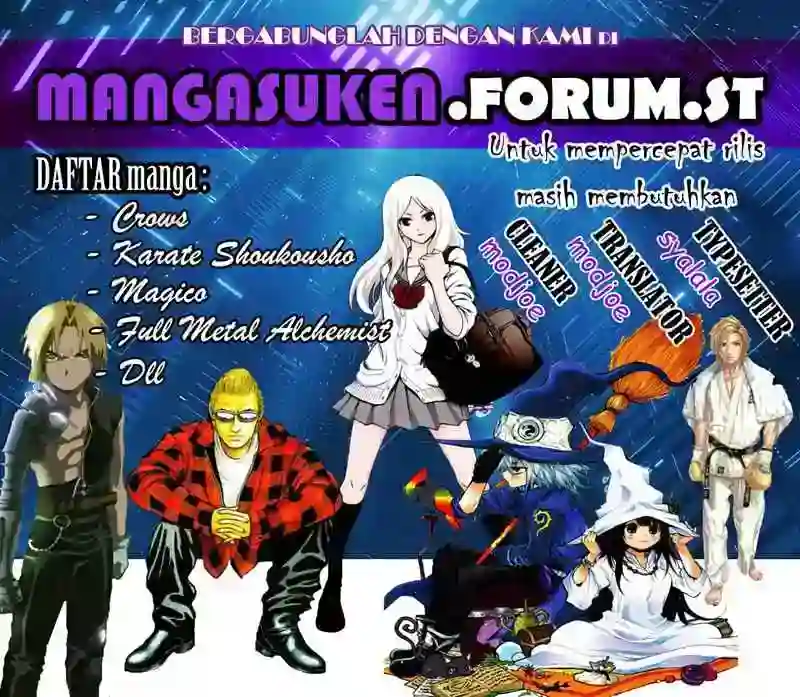 BERGABUNGLAH DENGAN KAMI DI
MANGASUKEN.FORUM.ST
Untuk mempercepat rilis
masih membutuhkan
DAFTAR manga :
- Crows
- Karate Shoukousho
- Magico
- Full Metal Alchemist
- Dll
CLEANER
modjoe
TRANSLATOR
modjoe
TYPESETTER
syalala